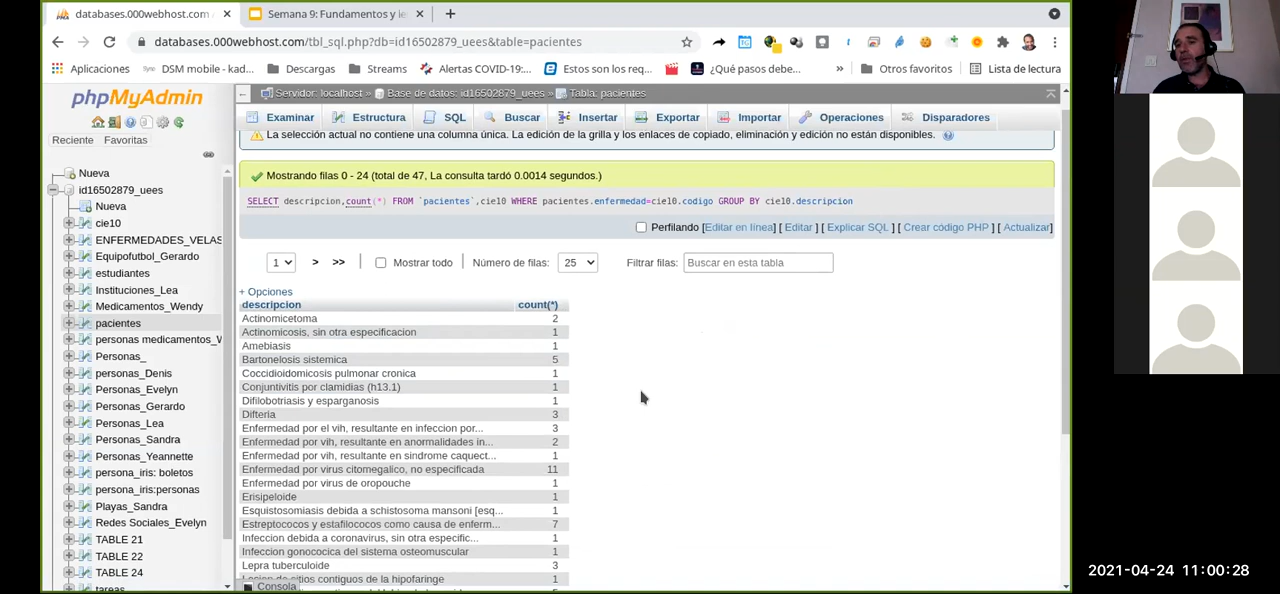 databases.000webhost.com
Semana 9: Fundamentos y le
databases.000webhost.com/tbl_sql.php?db=id16502879_uees&table=pacientes
Aplicaciones
DSM mobile - kad...
Descargas
Streams
Alertas COVID-19:...
Estos son los req...
¿Qué pasos debe...
»
Otros favoritos
Lista de lectura
phpMyAdmin
Reciente Favoritas
Nueva
id16502879_uees
Nueva
cie10
ENFERMEDADES_VELAS
Equipofutbol_Gerardo
estudiantes
Instituciones_Lea
Medicamentos_Wendy
pacientes
personas medicamentos_W
Personas_
personas_Denis
Personas_Evelyn
Personas_Gerardo
Personas_Lea
Personas_Sandra
Personas_Yeannette
persona_iris: boletos
persona_iris:personas
Playas_Sandra
Redes Sociales_Evelyn
TABLE 21
TABLE 22
TABLE 24
tareas
Servidor: localhost » Base de datos: id16502879_uees » Tabla: pacientes
Examinar Estructura SQL Buscar Insertar Exportar Importar Operaciones Disparadores
La selección actual no contiene una columna única. La edición de la grilla y los enlaces de copiado, eliminación y edición no están disponibles.
Mostrando filas 0 - 24 (total de 47, La consulta tardó 0.0014 segundos.)
SELECT descripcion,count(*) FROM `pacientes`,cie10 WHERE pacientes.enfermedad=cie10.codigo GROUP BY cie10.descripcion
Perfilando [Editar en línea] [ Editar ] [ Explicar SQL ] [ Crear código PHP ] [ Actualizar]
1 > >> Mostrar todo Número de filas: 25 Filtrar filas: Buscar en esta tabla
+ Opciones
descripcion count(*)
Actinomicetoma 2
Actinomicosis, sin otra especificacion 1
Amebiasis 1
Bartonelosis sistemica 5
Coccidioidomicosis pulmonar cronica 1
Conjuntivitis por clamidias (h13.1) 1
Difilobotriasis y esparganosis 1
Difteria 3
Enfermedad por el vih, resultante en infeccion por... 3
Enfermedad por vih, resultante en anormalidades in... 2
Enfermedad por vih, resultante en sindrome caquect... 1
Enfermedad por virus citomegalico, no especificada 11
Enfermedad por virus de oropouche 1
Erisipeloide 1
Esquistosomiasis debida a schistosoma mansoni [esq... 1
Estreptococos y estafilococos como causa de enferm... 7
Infeccion debida a coronavirus, sin otra especific... 1
Infeccion gonococica del sistema osteomuscular 1
Lepra tuberculoide 3
Lesion de sitios contiguos de la hipofaringe 1
Consola
2021-04-24 11:00:28